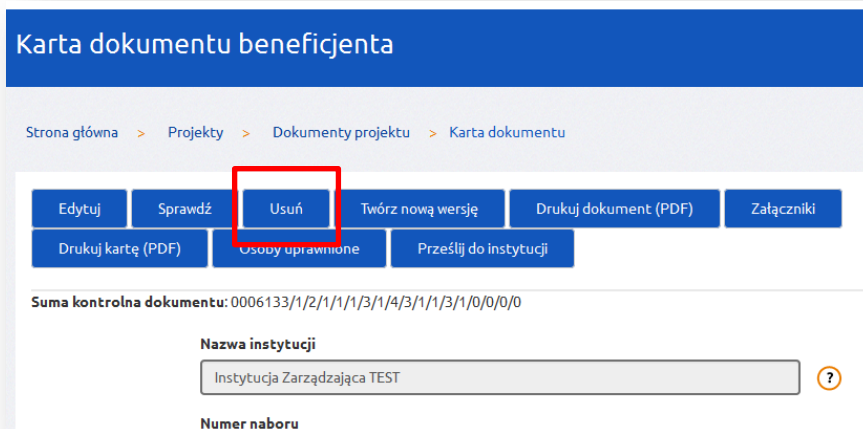 Karta dokumentu beneficjenta
Strona główna > Projekty > Dokumenty projektu > Karta dokumentu
Edytuj Sprawdź Usuń Twórz nową wersję Drukuj dokument (PDF) Załączniki
Drukuj kartę (PDF) Osoby uprawnione Prześlij do instytucji
Suma kontrolna dokumentu: 0006133/1/2/1/1/1/3/1/4/3/1/1/3/1/0/0/0/0
Nazwa instytucji
Instytucja Zarządzająca TEST
?
Numer naboru